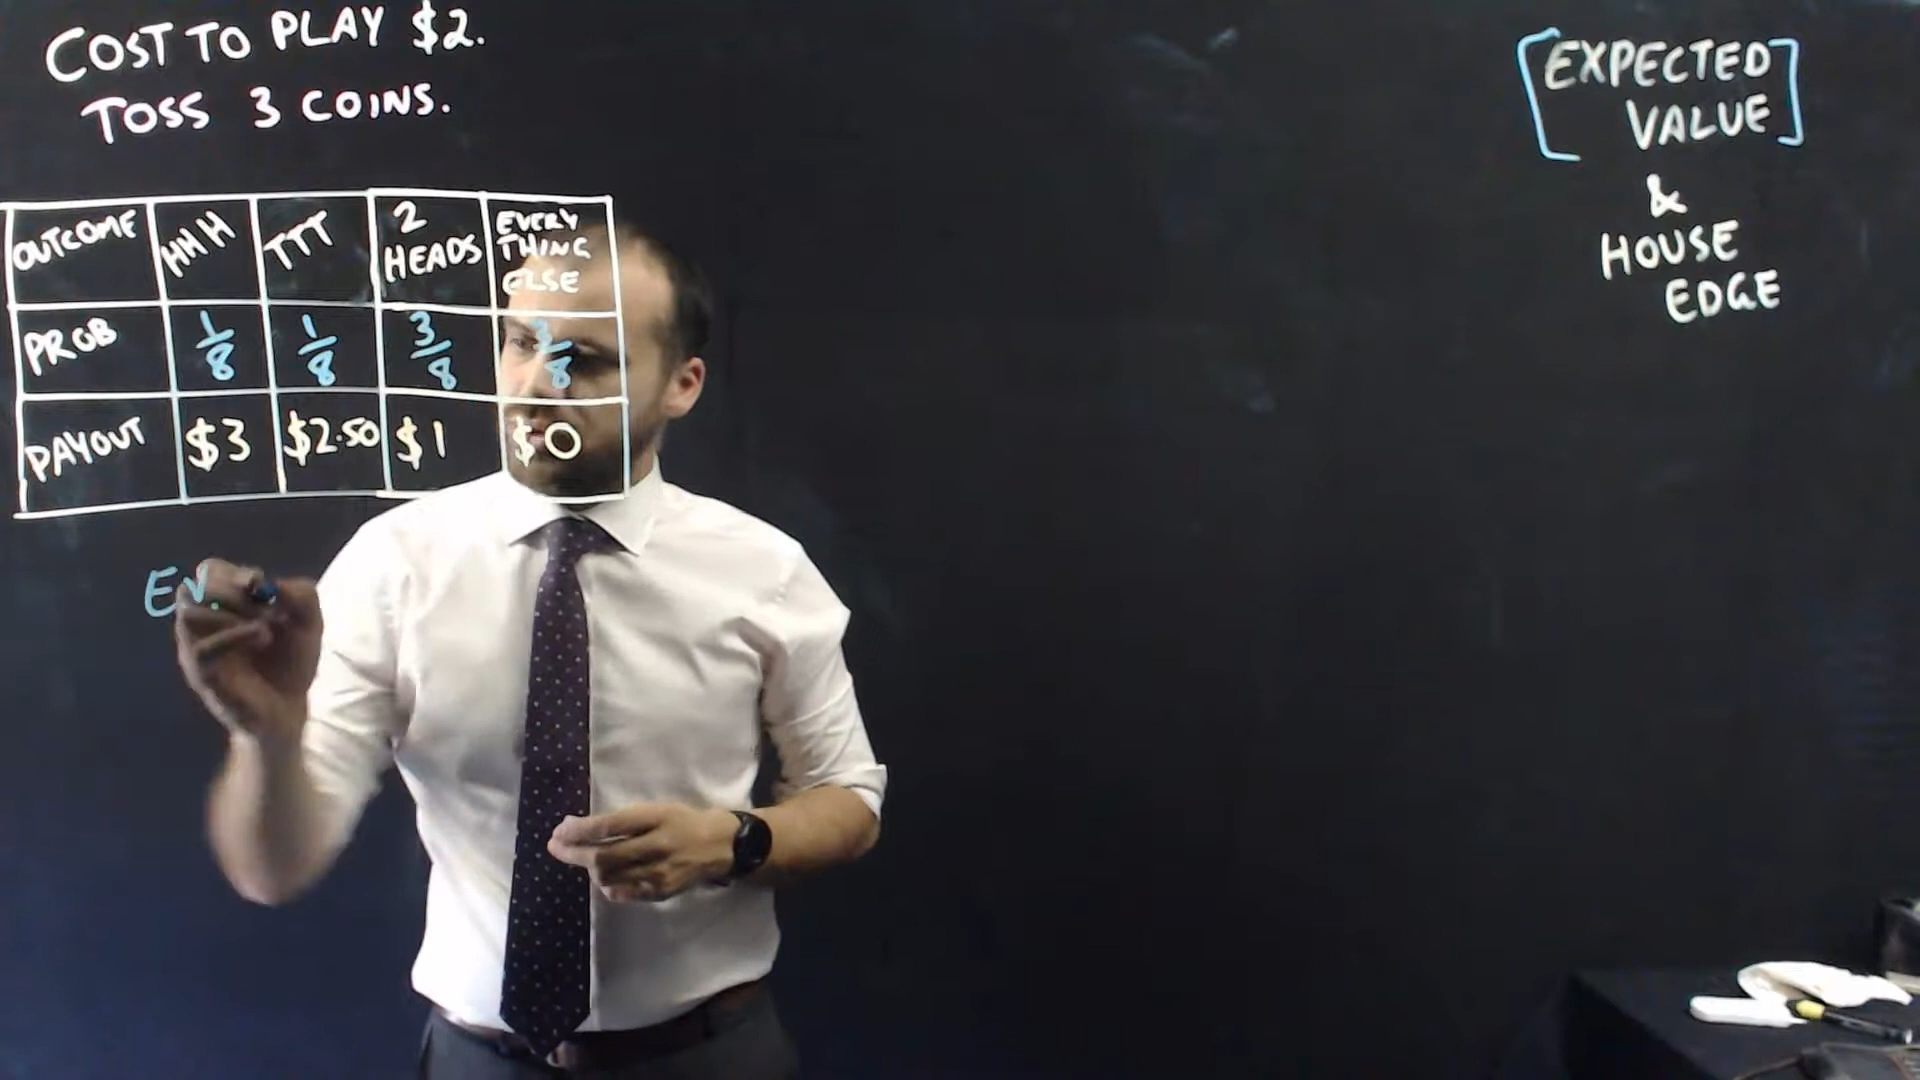 COST TO PLAY $2.
TOSS 3 COINS.
OUTCOME HHH TTT 2 HEADS EVERY THING ELSE
PROB 1/8 1/8 3/8 3/8
PAYOUT $3 $2.50 $1 $0
EV.
[EXPECTED
VALUE]
&
HOUSE
EDGE